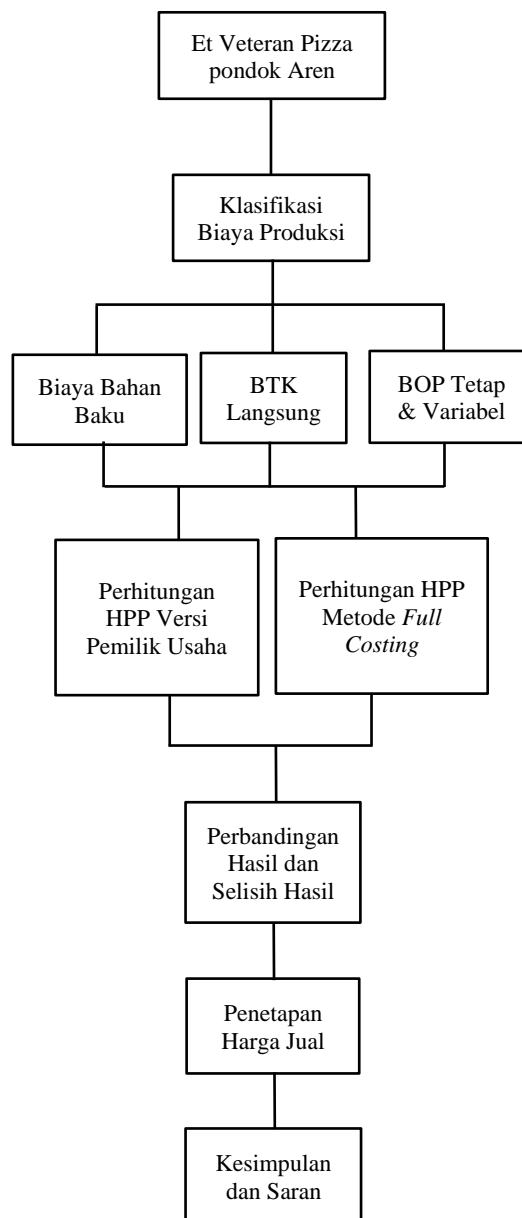 Et Veteran Pizza
pondok Aren
Klasifikasi
Biaya Produksi
Biaya Bahan
Baku
BTK
Langsung
BOP Tetap
& Variabel
Perhitungan
HPP Versi
Pemilik Usaha
Perhitungan HPP
Metode Full
Costing
Perbandingan
Hasil dan
Selisih Hasil
Penetapan
Harga Jual
Kesimpulan
dan Saran